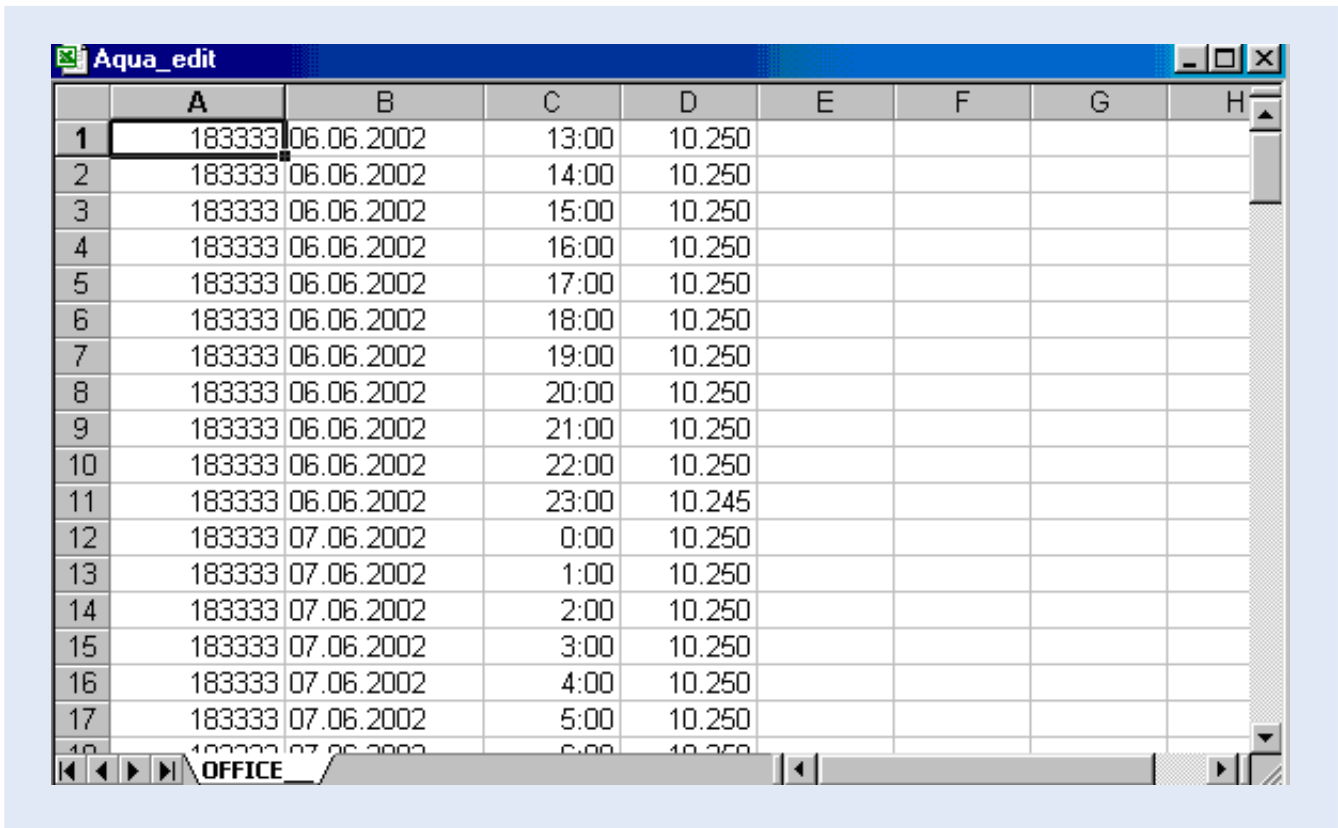 Aqua_edit
A B C D E F G H
1 183333 06.06.2002 13:00 10.250
2 183333 06.06.2002 14:00 10.250
3 183333 06.06.2002 15:00 10.250
4 183333 06.06.2002 16:00 10.250
5 183333 06.06.2002 17:00 10.250
6 183333 06.06.2002 18:00 10.250
7 183333 06.06.2002 19:00 10.250
8 183333 06.06.2002 20:00 10.250
9 183333 06.06.2002 21:00 10.250
10 183333 06.06.2002 22:00 10.250
11 183333 06.06.2002 23:00 10.245
12 183333 07.06.2002 0:00 10.250
13 183333 07.06.2002 1:00 10.250
14 183333 07.06.2002 2:00 10.250
15 183333 07.06.2002 3:00 10.250
16 183333 07.06.2002 4:00 10.250
17 183333 07.06.2002 5:00 10.250
OFFICE__